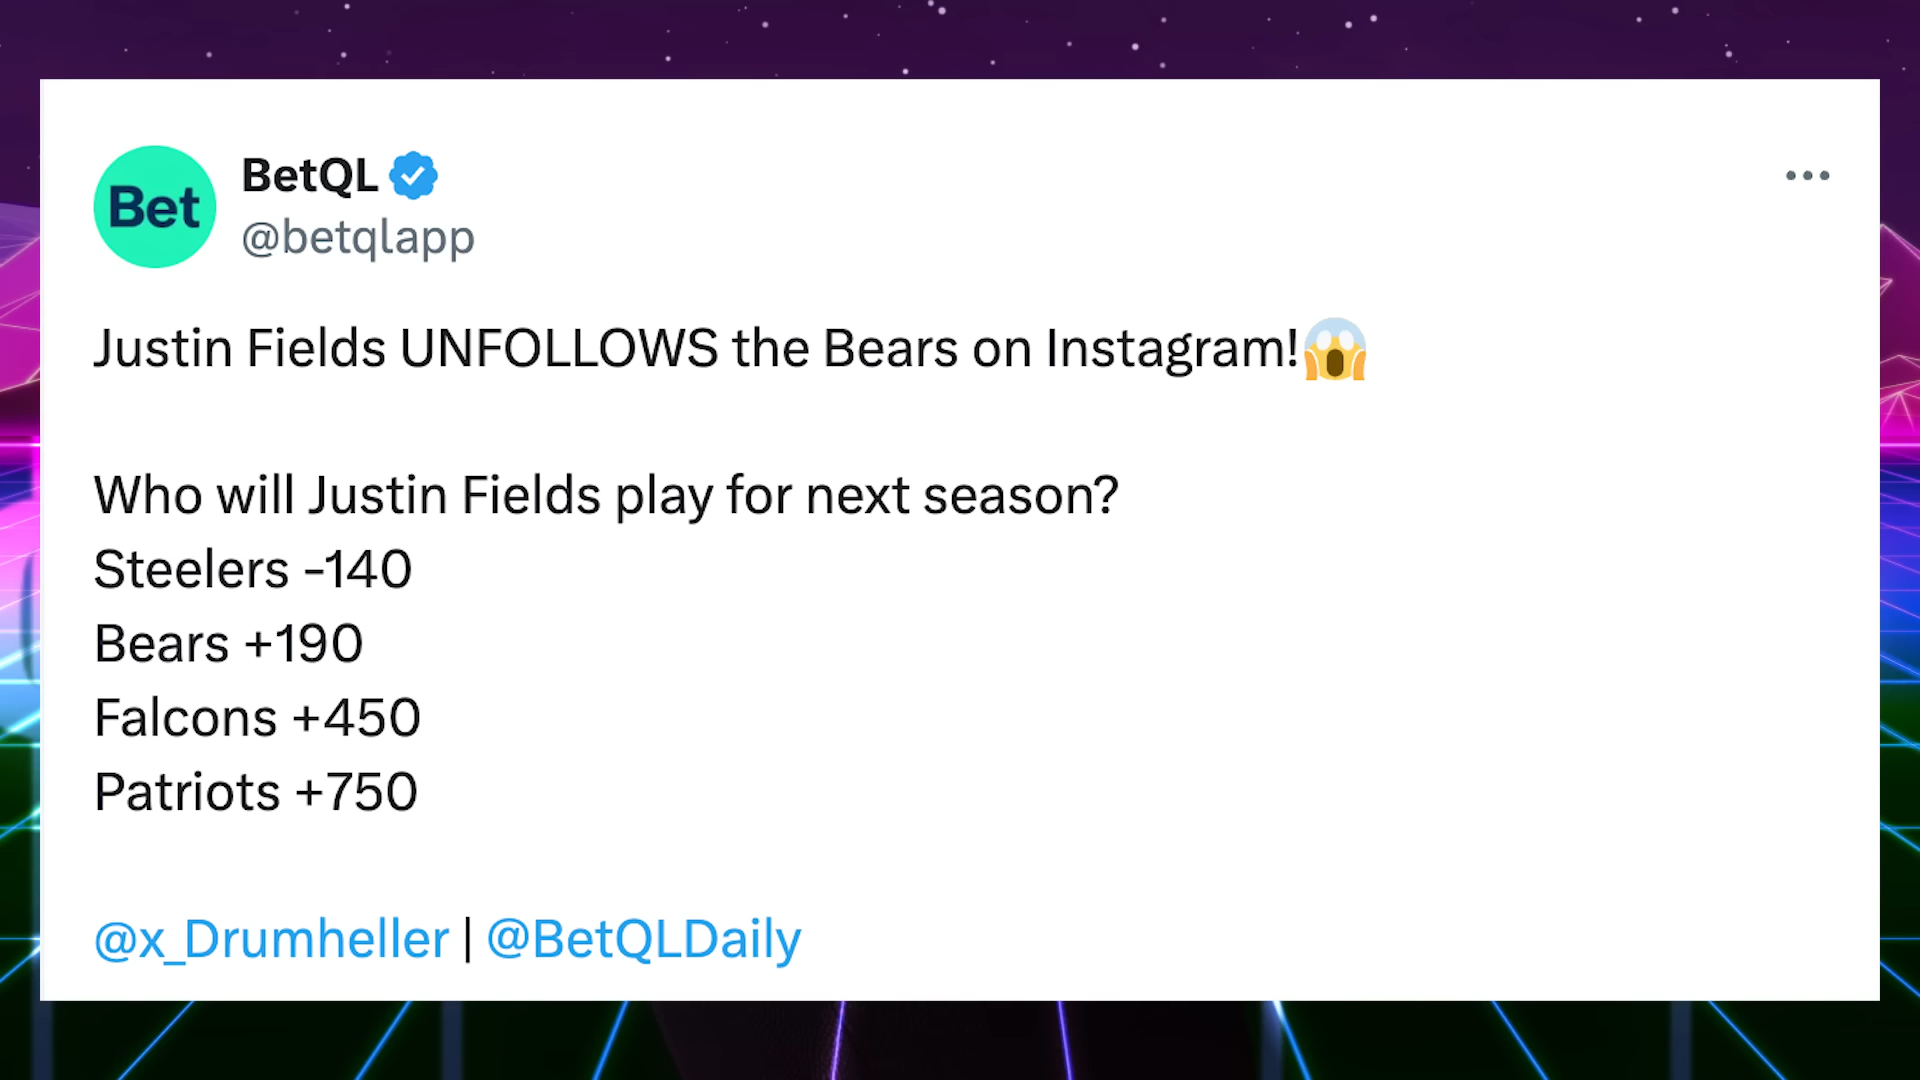 Bet
BetQL
@betqlapp
Justin Fields UNFOLLOWS the Bears on Instagram!😱
Who will Justin Fields play for next season?
Steelers -140
Bears +190
Falcons +450
Patriots +750
@x_Drumheller | @BetQLDaily